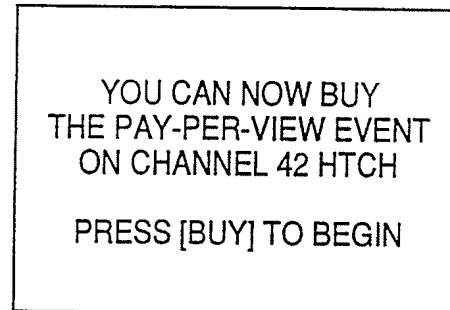 YOU CAN NOW BUY
THE PAY-PER-VIEW EVENT
ON CHANNEL 42 HTCH
PRESS [BUY] TO BEGIN